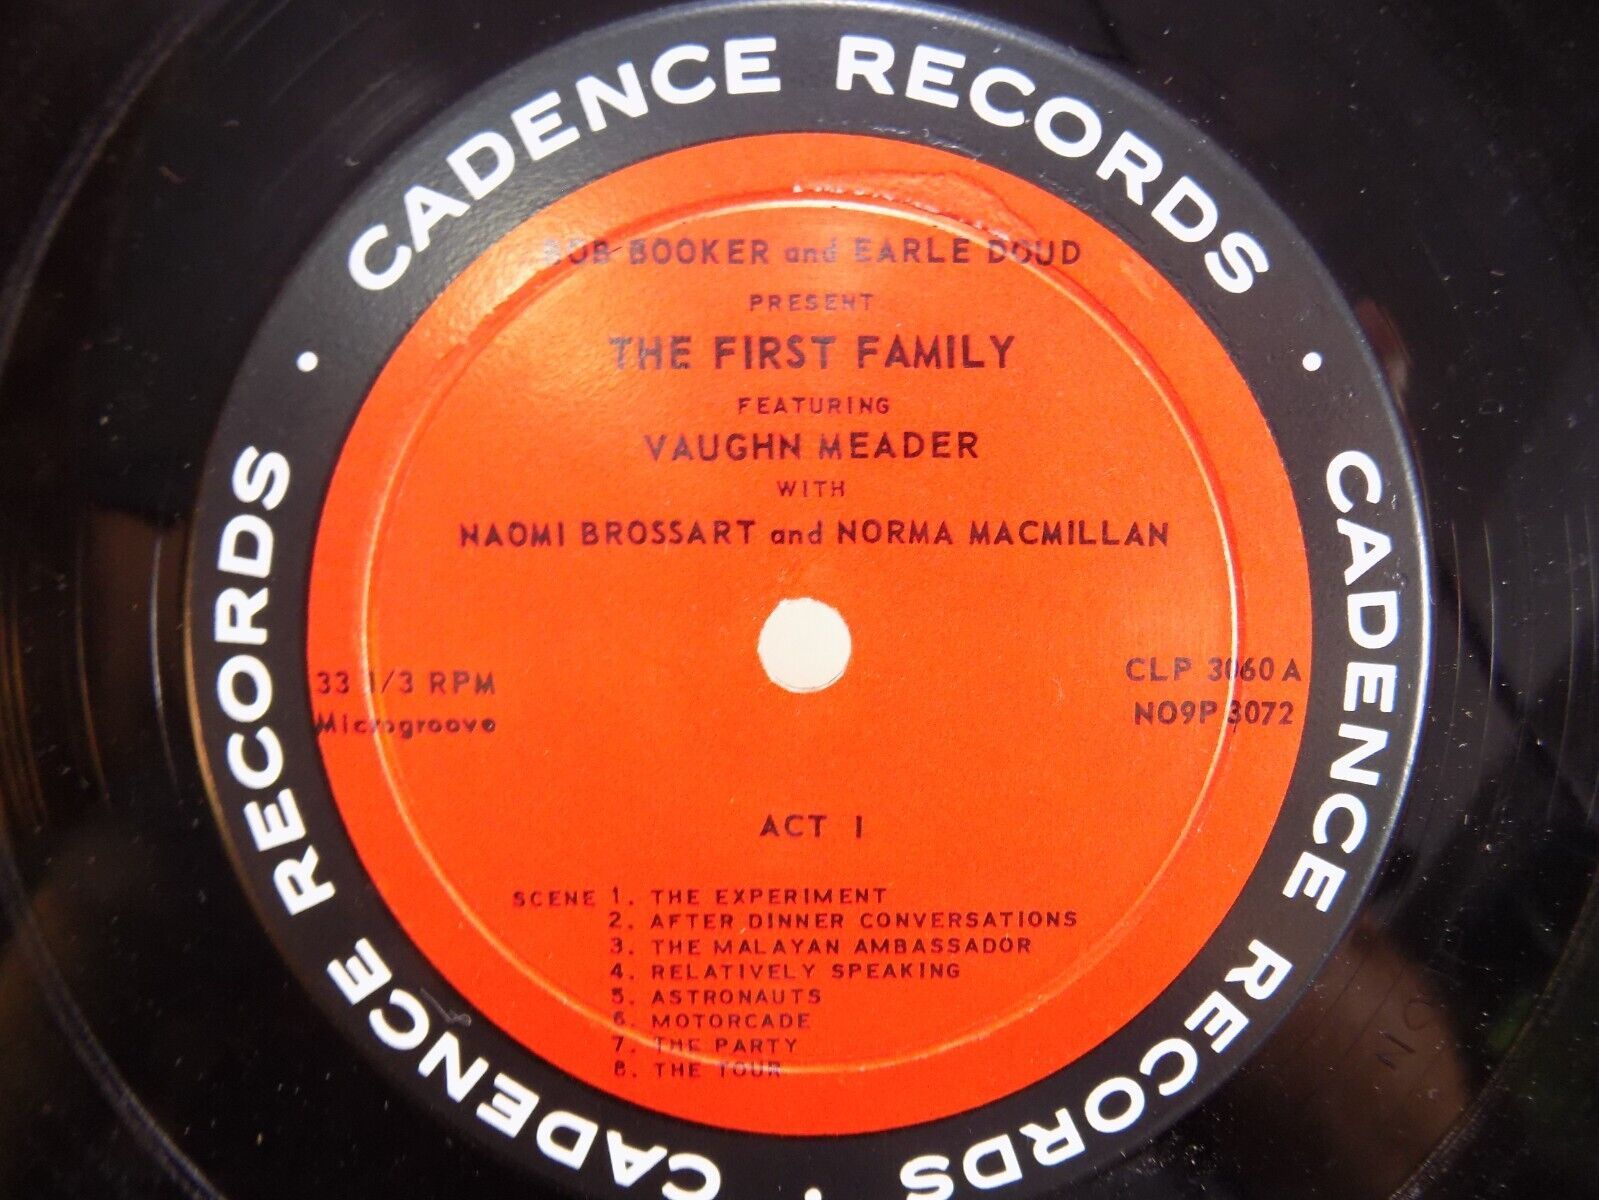 CADENCE RECORDS · CADENCE RECORDS · CADENCE RECORDS ·
BOB BOOKER and EARLE DOUD
PRESENT
THE FIRST FAMILY
FEATURING
VAUGHN MEADER
WITH
NAOMI BROSSART and NORMA MACMILLAN
33 1/3 RPM
Microgroove
CLP 3060 A
NO9P 3072
ACT I
SCENE 1. THE EXPERIMENT
2. AFTER DINNER CONVERSATIONS
3. THE MALAYAN AMBASSADOR
4. RELATIVELY SPEAKING
5. ASTRONAUTS
6. MOTORCADE
7. THE PARTY
8. THE TOUR